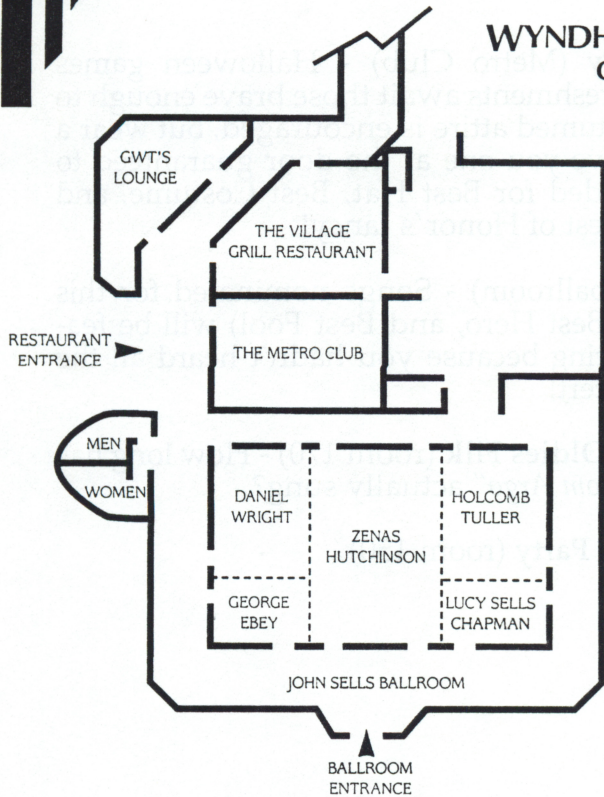 WYNDH
GWT'S
LOUNGE
THE VILLAGE
GRILL RESTAURANT
RESTAURANT
ENTRANCE
THE METRO CLUB
MEN
WOMEN
DANIEL
WRIGHT
ZENAS
HUTCHINSON
HOLCOMB
TULLER
GEORGE
EBEY
LUCY SELLS
CHAPMAN
JOHN SELLS BALLROOM
BALLROOM
ENTRANCE